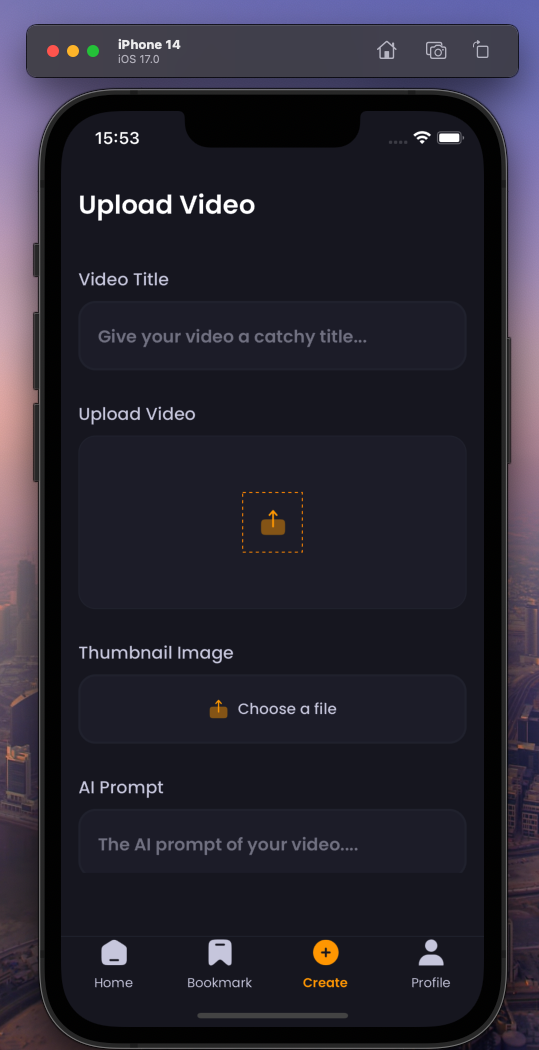 iPhone 14
iOS 17.0
15:53
Upload Video
Video Title
Give your video a catchy title...
Upload Video
Thumbnail Image
Choose a file
AI Prompt
The AI prompt of your video....
Home Bookmark Create Profile